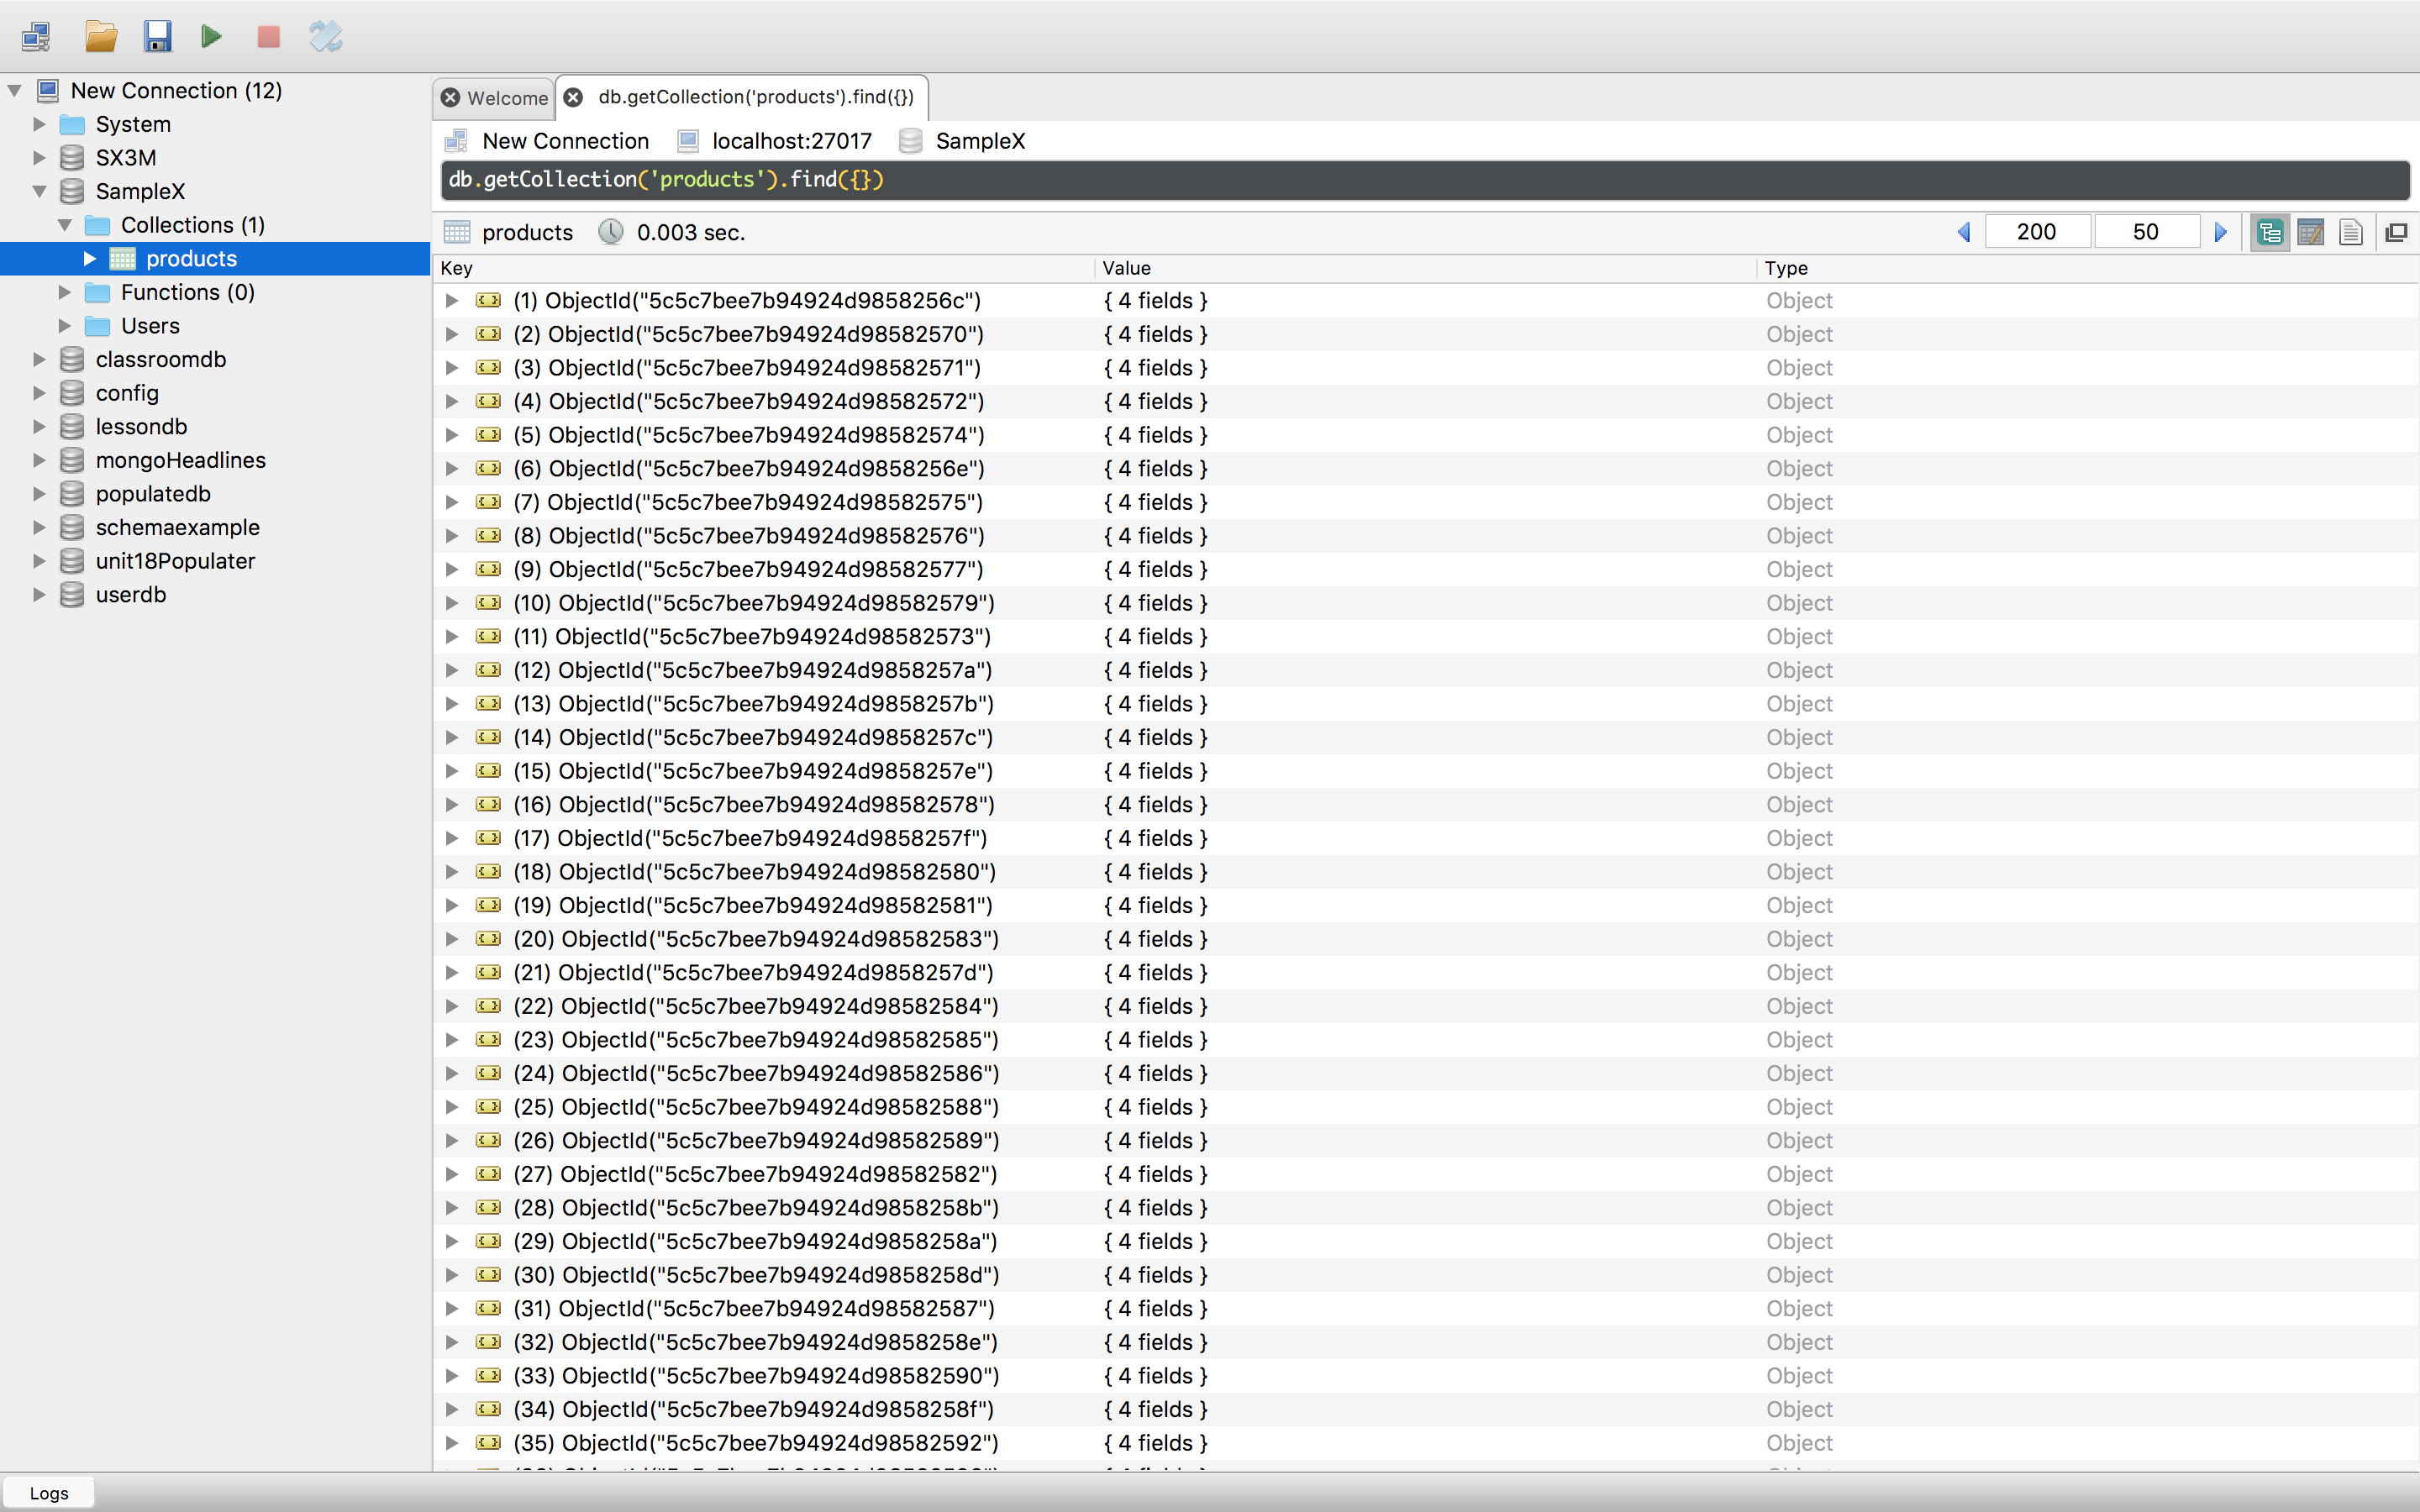 New Connection (12)
System
SX3M
SampleX
Collections (1)
products
Functions (0)
Users
classroomdb
config
lessondb
mongoHeadlines
populatedb
schemaexample
unit18Populater
userdb
Welcome db.getCollection('products').find({})
New Connection localhost:27017 SampleX
db.getCollection('products').find({})
products 0.003 sec. 200 50
Key Value Type
(1) ObjectId("5c5c7bee7b94924d9858256c") { 4 fields } Object
(2) ObjectId("5c5c7bee7b94924d98582570") { 4 fields } Object
(3) ObjectId("5c5c7bee7b94924d98582571") { 4 fields } Object
(4) ObjectId("5c5c7bee7b94924d98582572") { 4 fields } Object
(5) ObjectId("5c5c7bee7b94924d98582574") { 4 fields } Object
(6) ObjectId("5c5c7bee7b94924d9858256e") { 4 fields } Object
(7) ObjectId("5c5c7bee7b94924d98582575") { 4 fields } Object
(8) ObjectId("5c5c7bee7b94924d98582576") { 4 fields } Object
(9) ObjectId("5c5c7bee7b94924d98582577") { 4 fields } Object
(10) ObjectId("5c5c7bee7b94924d98582579") { 4 fields } Object
(11) ObjectId("5c5c7bee7b94924d98582573") { 4 fields } Object
(12) ObjectId("5c5c7bee7b94924d9858257a") { 4 fields } Object
(13) ObjectId("5c5c7bee7b94924d9858257b") { 4 fields } Object
(14) ObjectId("5c5c7bee7b94924d9858257c") { 4 fields } Object
(15) ObjectId("5c5c7bee7b94924d9858257e") { 4 fields } Object
(16) ObjectId("5c5c7bee7b94924d98582578") { 4 fields } Object
(17) ObjectId("5c5c7bee7b94924d9858257f") { 4 fields } Object
(18) ObjectId("5c5c7bee7b94924d98582580") { 4 fields } Object
(19) ObjectId("5c5c7bee7b94924d98582581") { 4 fields } Object
(20) ObjectId("5c5c7bee7b94924d98582583") { 4 fields } Object
(21) ObjectId("5c5c7bee7b94924d9858257d") { 4 fields } Object
(22) ObjectId("5c5c7bee7b94924d98582584") { 4 fields } Object
(23) ObjectId("5c5c7bee7b94924d98582585") { 4 fields } Object
(24) ObjectId("5c5c7bee7b94924d98582586") { 4 fields } Object
(25) ObjectId("5c5c7bee7b94924d98582588") { 4 fields } Object
(26) ObjectId("5c5c7bee7b94924d98582589") { 4 fields } Object
(27) ObjectId("5c5c7bee7b94924d98582582") { 4 fields } Object
(28) ObjectId("5c5c7bee7b94924d9858258b") { 4 fields } Object
(29) ObjectId("5c5c7bee7b94924d9858258a") { 4 fields } Object
(30) ObjectId("5c5c7bee7b94924d9858258d") { 4 fields } Object
(31) ObjectId("5c5c7bee7b94924d98582587") { 4 fields } Object
(32) ObjectId("5c5c7bee7b94924d9858258e") { 4 fields } Object
(33) ObjectId("5c5c7bee7b94924d98582590") { 4 fields } Object
(34) ObjectId("5c5c7bee7b94924d9858258f") { 4 fields } Object
(35) ObjectId("5c5c7bee7b94924d98582592") { 4 fields } Object
Logs